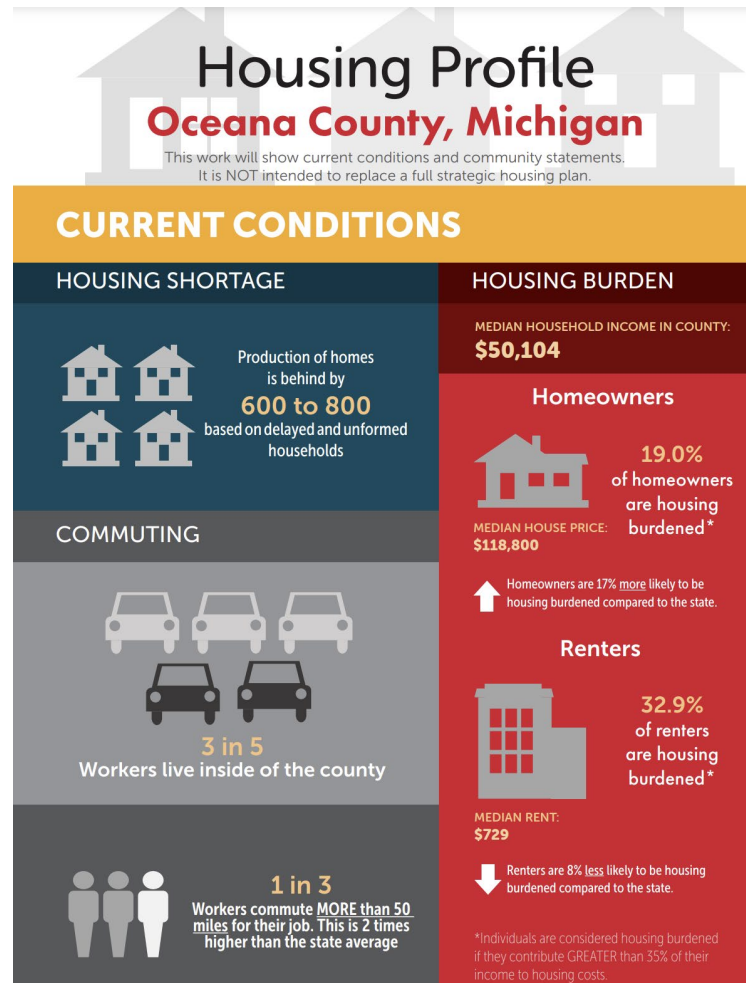 Housing Profile
Oceana County, Michigan
This work will show current conditions and community statements.
It is NOT intended to replace a full strategic housing plan.
CURRENT CONDITIONS
HOUSING SHORTAGE
Production of homes
is behind by
600 to 800
based on delayed and unformed
households
COMMUTING
3 in 5
Workers live inside of the county
1 in 3
Workers commute MORE than 50
miles for their job. This is 2 times
higher than the state average
HOUSING BURDEN
MEDIAN HOUSEHOLD INCOME IN COUNTY:
$50,104
Homeowners
19.0%
of homeowners
are housing
burdened*
MEDIAN HOUSE PRICE:
$118,800
Homeowners are 17% more likely to be
housing burdened compared to the state.
Renters
32.9%
of renters
are housing
burdened*
MEDIAN RENT:
$729
Renters are 8% less likely to be housing
burdened compared to the state.
*Individuals are considered housing burdened
if they contribute GREATER than 35% of their
income to housing costs.